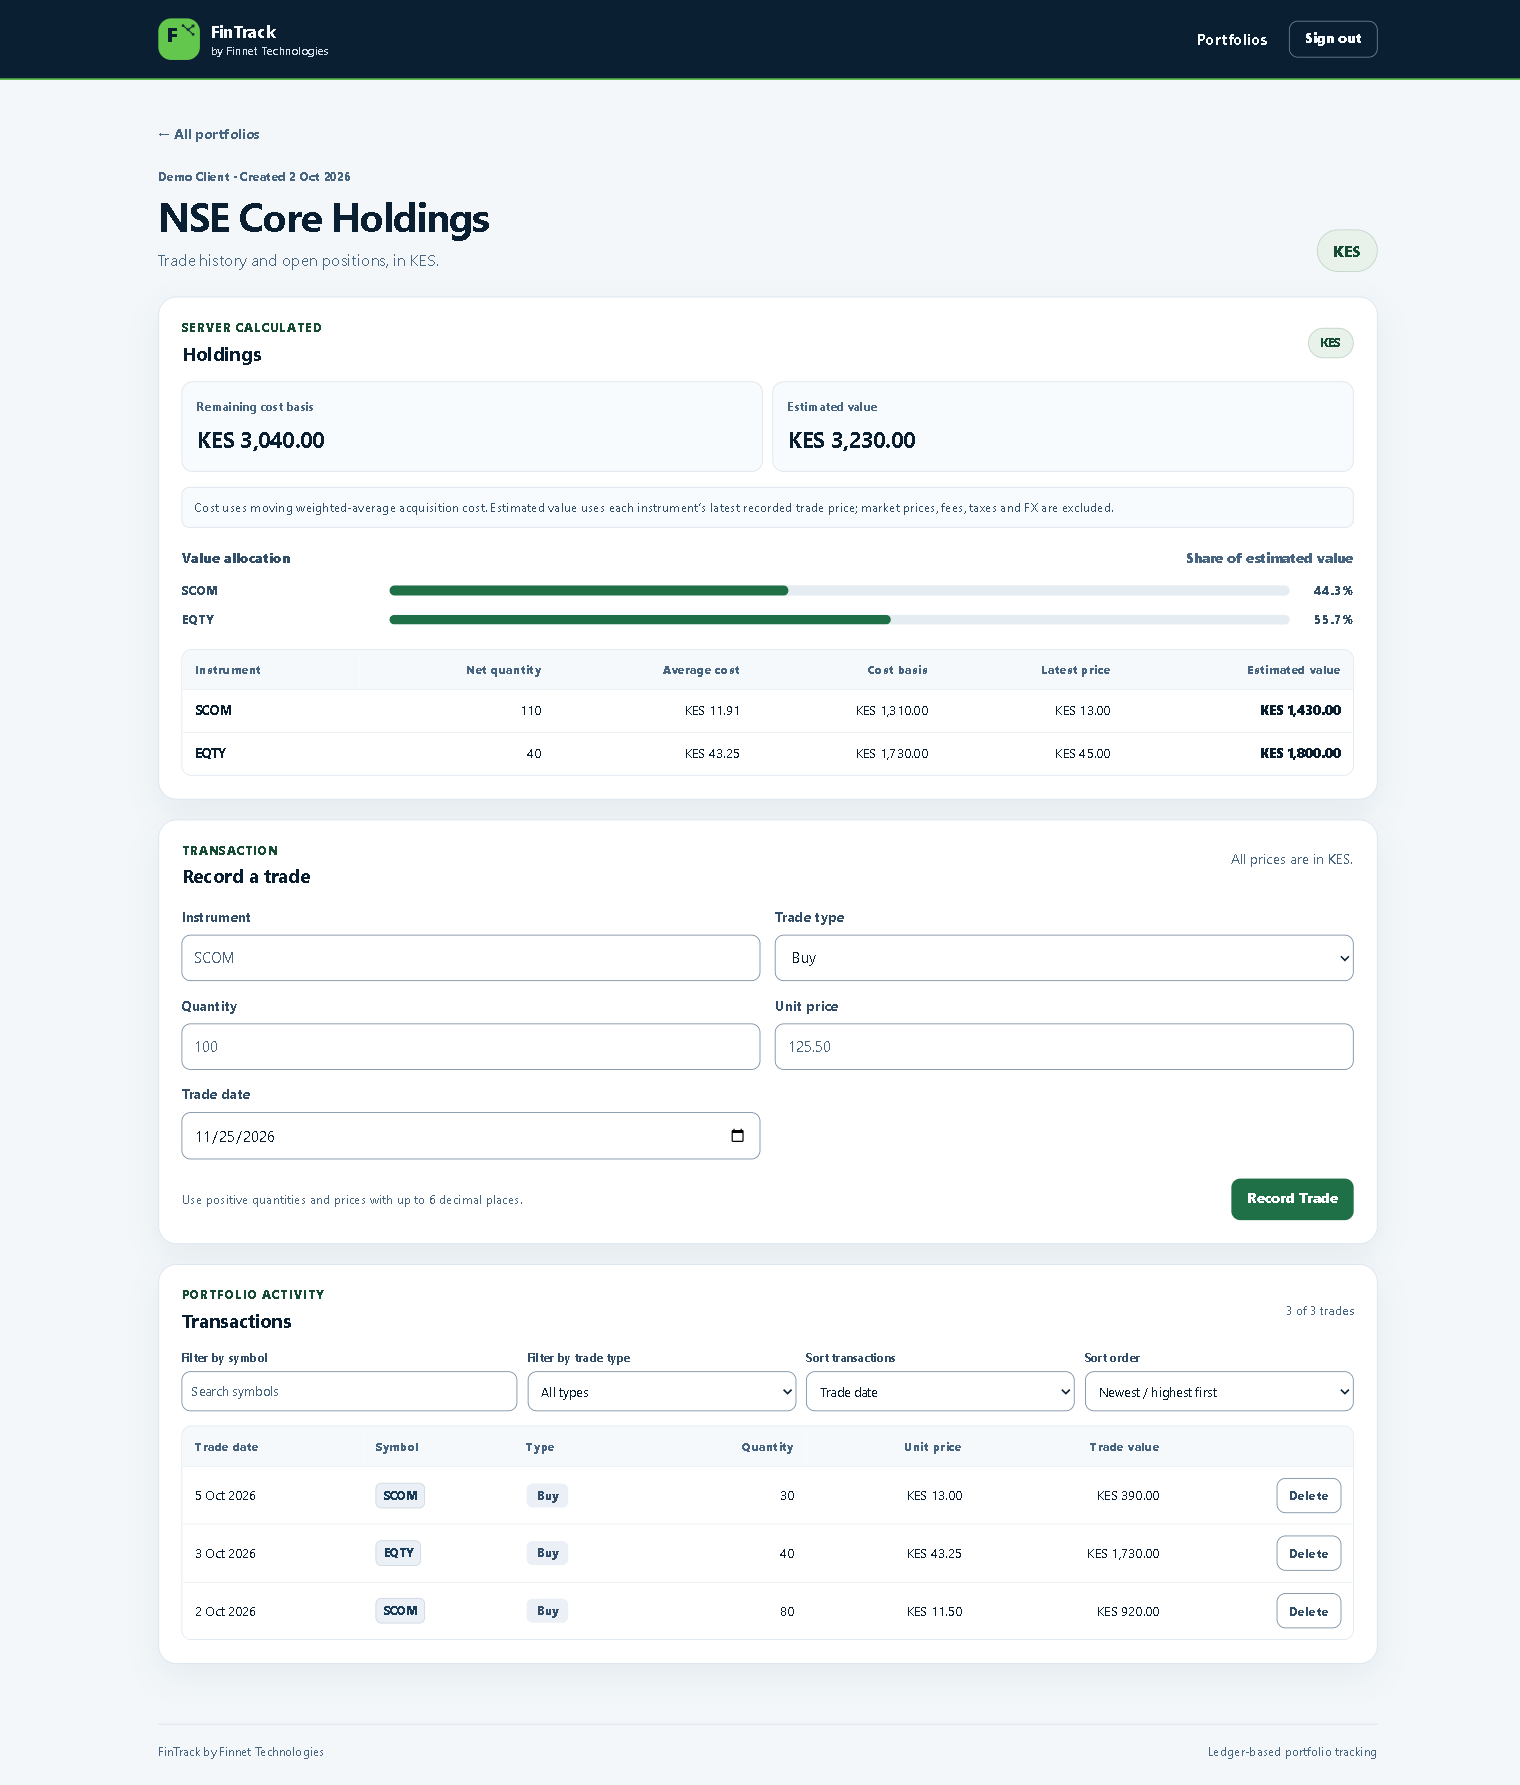 F
FinTrack
by Finnet Technologies
Portfolios
Sign out
← All portfolios
Demo Client · Created 2 Oct 2026
NSE Core Holdings
Trade history and open positions, in KES.
KES
SERVER CALCULATED
Holdings
KES
Remaining cost basis
KES 3,040.00
Estimated value
KES 3,230.00
Cost uses moving weighted-average acquisition cost. Estimated value uses each instrument's latest recorded trade price; market prices, fees, taxes and FX are excluded.
Value allocation
Share of estimated value
SCOM 44.3%
EQTY 55.7%
Instrument Net quantity Average cost Cost basis Latest price Estimated value
SCOM 110 KES 11.91 KES 1,310.00 KES 13.00 KES 1,430.00
EQTY 40 KES 43.25 KES 1,730.00 KES 45.00 KES 1,800.00
TRANSACTION
Record a trade
All prices are in KES.
Instrument
SCOM
Trade type
Buy
Quantity
100
Unit price
125.50
Trade date
11/25/2026
Use positive quantities and prices with up to 6 decimal places.
Record Trade
PORTFOLIO ACTIVITY
Transactions
3 of 3 trades
Filter by symbol
Search symbols
Filter by trade type
All types
Sort transactions
Trade date
Sort order
Newest / highest first
Trade date Symbol Type Quantity Unit price Trade value
5 Oct 2026 SCOM Buy 30 KES 13.00 KES 390.00 Delete
3 Oct 2026 EQTY Buy 40 KES 43.25 KES 1,730.00 Delete
2 Oct 2026 SCOM Buy 80 KES 11.50 KES 920.00 Delete
FinTrack by Finnet Technologies
Ledger-based portfolio tracking